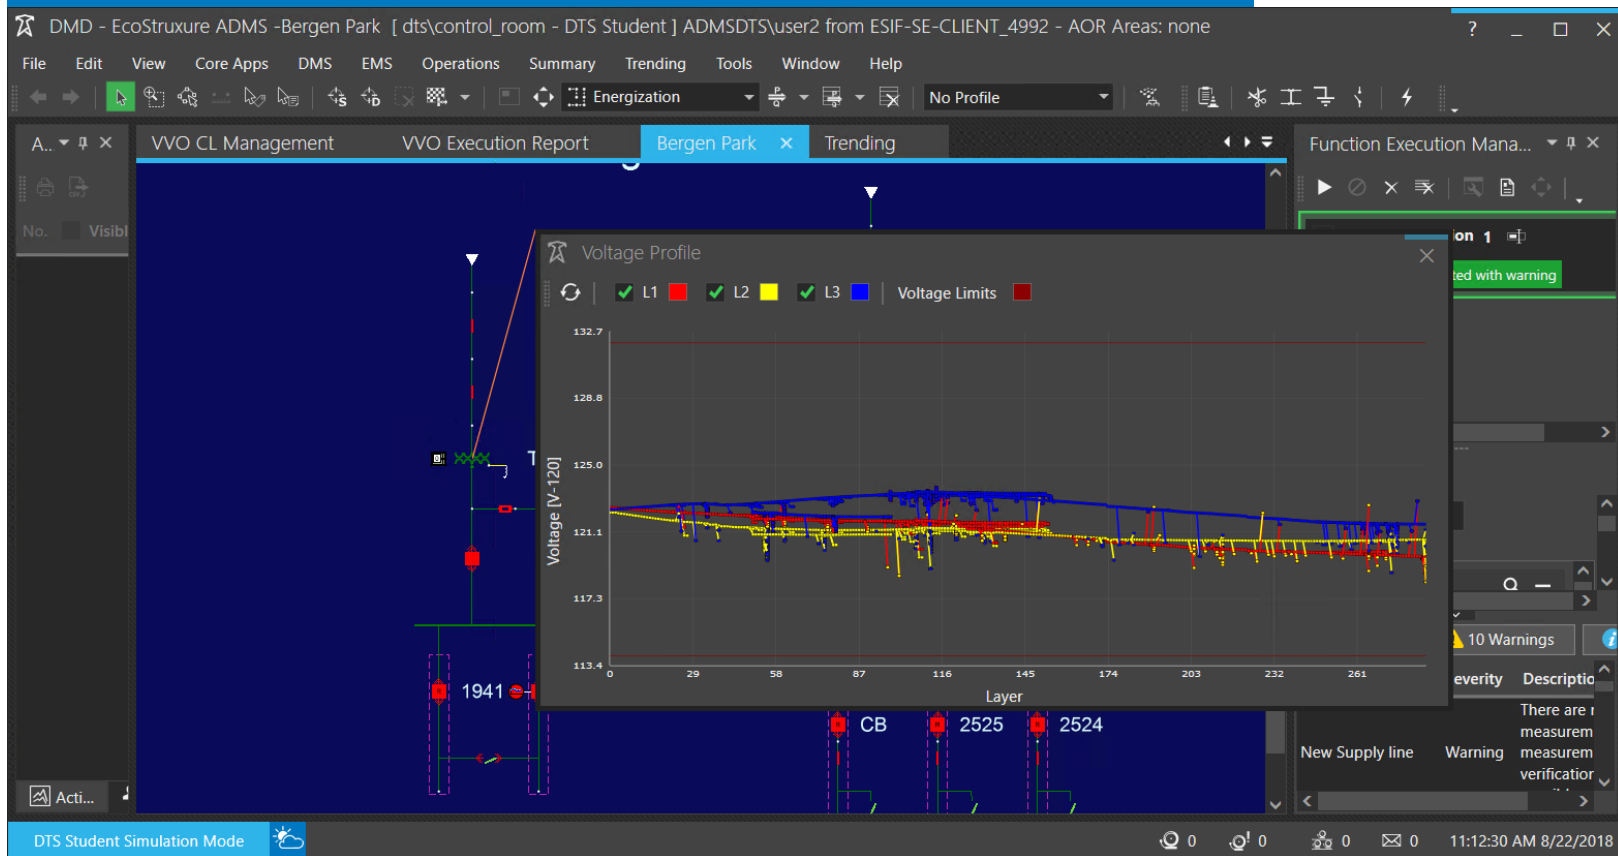 DMD - EcoStruxure ADMS -Bergen Park [ dts\control_room - DTS Student ] ADMSDTS\user2 from ESIF-SE-CLIENT_4992 - AOR Areas: none
File Edit View Core Apps DMS EMS Operations Summary Trending Tools Window Help
Energization No Profile
A... VVO CL Management VVO Execution Report Bergen Park Trending Function Execution Mana...
No. Visibl
ion 1
Voltage Profile
ted with warning
L1 L2 L3 Voltage Limits
132.7
128.8
125.0
121.1
117.3
113.4
Voltage [V-120]
0 29 58 87 116 145 174 203 232 261
Layer
T
10 Warnings
everity Descriptio
1941
CB 2525 2524
There are r
measurem
New Supply line Warning measurem
verification
Acti...
DTS Student Simulation Mode 0 0 0 0 11:12:30 AM 8/22/2018